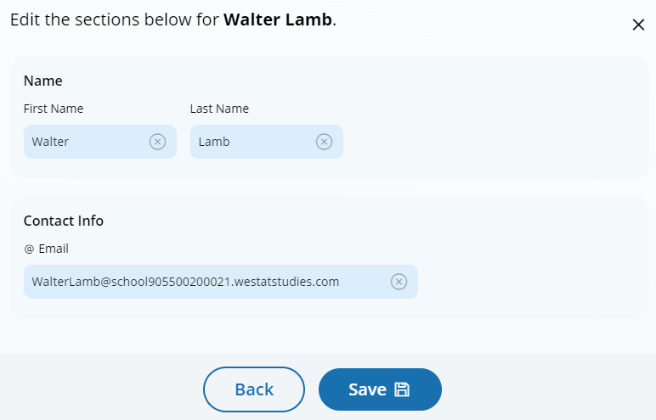 Edit the sections below for Walter Lamb.
Name
First Name Last Name
Walter Lamb
Contact Info
@ Email
WalterLamb@school905500200021.westatstudies.com
Back Save